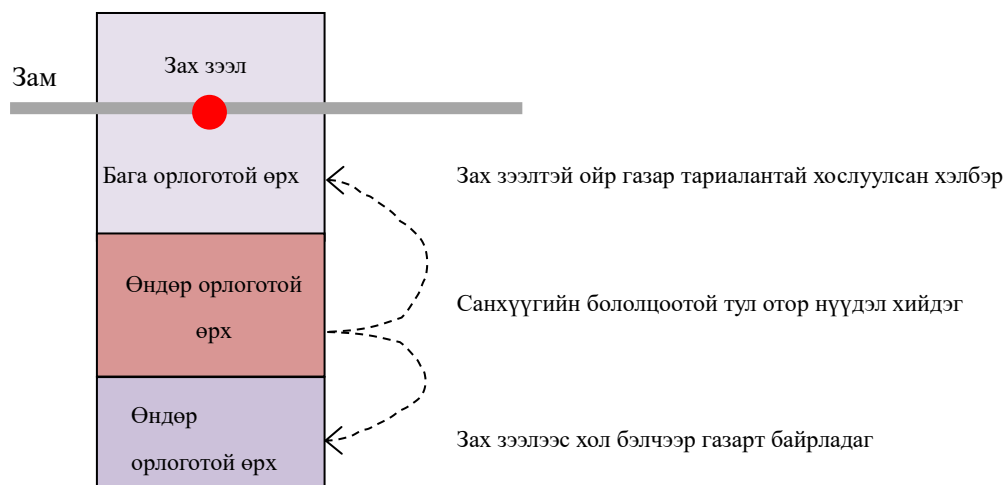 Зах зээл
Зам
Бага орлоготой өрх
Зах зээлтэй ойр газар тариалантай хослуулсан хэлбэр
Өндөр орлоготой
өрх
Санхүүгийн бололцоотой тул отор нүүдэл хийдэг
Өндөр
орлоготой өрх
Зах зээлээс хол бэлчээр газарт байрладаг